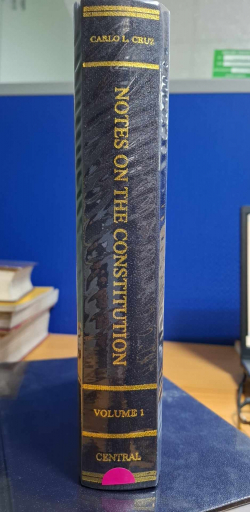 CARLO L. CRUZ
NOTES ON THE CONSTITUTION
VOLUME 1
CENTRAL